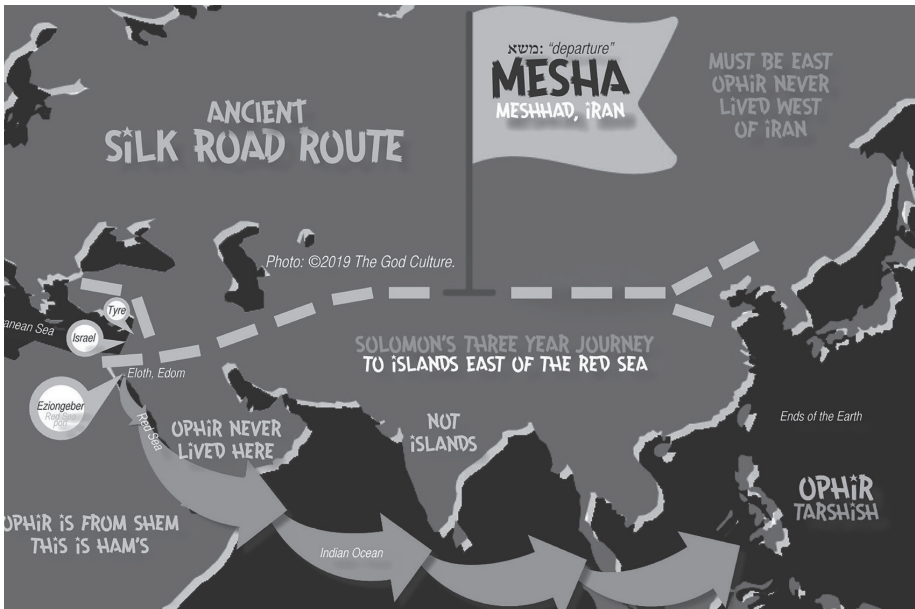 משא: "departure"
MESHA
MESHHAD, IRAN
MUST BE EAST
OPHIR NEVER
LIVED WEST
OF IRAN
ANCIENT
SILK ROAD ROUTE
Photo: ©2019 The God Culture.
Tyre
anean Sea
Israel
SOLOMON'S THREE YEAR JOURNEY
TO ISLANDS EAST OF THE RED SEA
Eloth, Edom
Eziongeber
Red Sea
port
Red Sea
OPHIR NEVER
LIVED HERE
NOT
ISLANDS
Ends of the Earth
OPHIR
TARSHISH
OPHIR IS FROM SHEM
THIS IS HAM'S
Indian Ocean